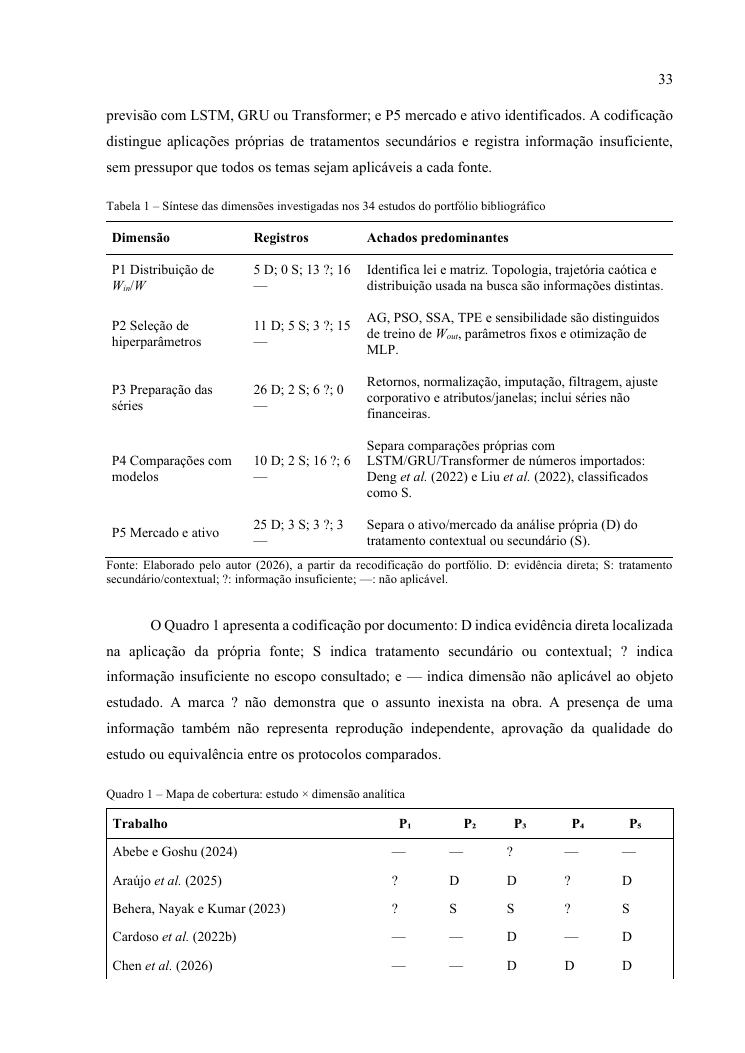 33
previsão com LSTM, GRU ou Transformer; e P5 mercado e ativo identificados. A codificação
distingue aplicações próprias de tratamentos secundários e registra informação insuficiente,
sem pressupor que todos os temas sejam aplicáveis a cada fonte.
Tabela 1 – Síntese das dimensões investigadas nos 34 estudos do portfólio bibliográfico
Dimensão Registros Achados predominantes
P1 Distribuição de 5 D; 0 S; 13 ?; 16 Identifica lei e matriz. Topologia, trajetória caótica e
Win/W — distribuição usada na busca são informações distintas.
P2 Seleção de 11 D; 5 S; 3 ?; 15 AG, PSO, SSA, TPE e sensibilidade são distinguidos
hiperparâmetros — de treino de Wout, parâmetros fixos e otimização de
MLP.
P3 Preparação das 26 D; 2 S; 6 ?; 0 Retornos, normalização, imputação, filtragem, ajuste
séries — corporativo e atributos/janelas; inclui séries não
financeiras.
Separa comparações próprias com
P4 Comparações com 10 D; 2 S; 16 ?; 6 LSTM/GRU/Transformer de números importados:
modelos — Deng et al. (2022) e Liu et al. (2022), classificados
como S.
P5 Mercado e ativo 25 D; 3 S; 3 ?; 3 Separa o ativo/mercado da análise própria (D) do
— tratamento contextual ou secundário (S).
Fonte: Elaborado pelo autor (2026), a partir da recodificação do portfólio. D: evidência direta; S: tratamento
secundário/contextual; ?: informação insuficiente; —: não aplicável.
O Quadro 1 apresenta a codificação por documento: D indica evidência direta localizada
na aplicação da própria fonte; S indica tratamento secundário ou contextual; ? indica
informação insuficiente no escopo consultado; e — indica dimensão não aplicável ao objeto
estudado. A marca ? não demonstra que o assunto inexista na obra. A presença de uma
informação também não representa reprodução independente, aprovação da qualidade do
estudo ou equivalência entre os protocolos comparados.
Quadro 1 – Mapa de cobertura: estudo × dimensão analítica
Trabalho P₁ P₂ P₃ P₄ P₅
Abebe e Goshu (2024) — — ? — —
Araújo et al. (2025) ? D D ? D
Behera, Nayak e Kumar (2023) ? S S ? S
Cardoso et al. (2022b) — — D — D
Chen et al. (2026) — — D D D